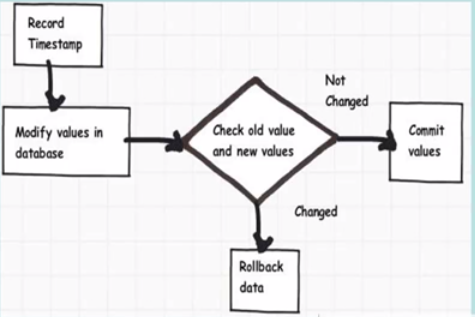 Record
Timestamp
Modify values in
database
Check old value
and new values
Not
Changed
Commit
values
Changed
Rollback
data